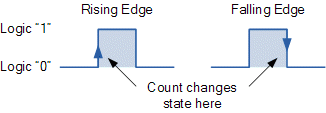 Rising Edge
Falling Edge
Logic “1”
Logic “0”
Count changes
state here